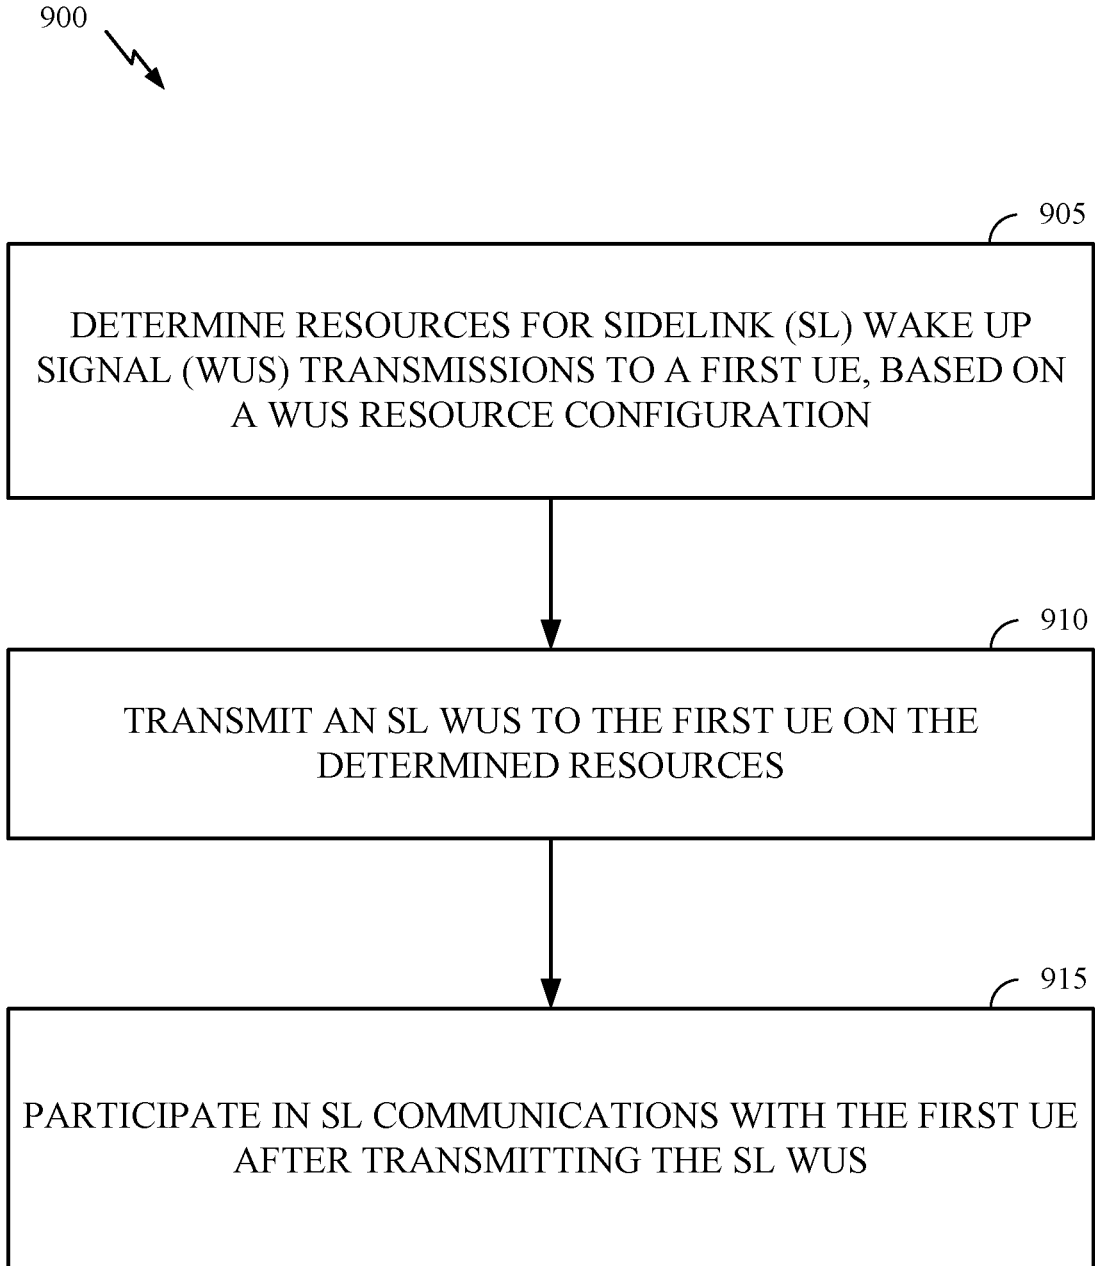 900
905
DETERMINE RESOURCES FOR SIDELINK (SL) WAKE UP
SIGNAL (WUS) TRANSMISSIONS TO A FIRST UE, BASED ON
A WUS RESOURCE CONFIGURATION
910
TRANSMIT AN SL WUS TO THE FIRST UE ON THE
DETERMINED RESOURCES
915
PARTICIPATE IN SL COMMUNICATIONS WITH THE FIRST UE
AFTER TRANSMITTING THE SL WUS